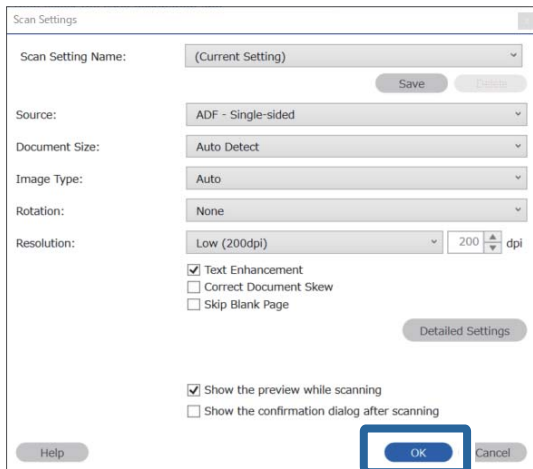 Scan Settings
Scan Setting Name: (Current Setting)
Save Delete
Source: ADF - Single-sided
Document Size: Auto Detect
Image Type: Auto
Rotation: None
Resolution: Low (200dpi) 200 dpi
Text Enhancement
Correct Document Skew
Skip Blank Page
Detailed Settings
Show the preview while scanning
Show the confirmation dialog after scanning
Help OK Cancel